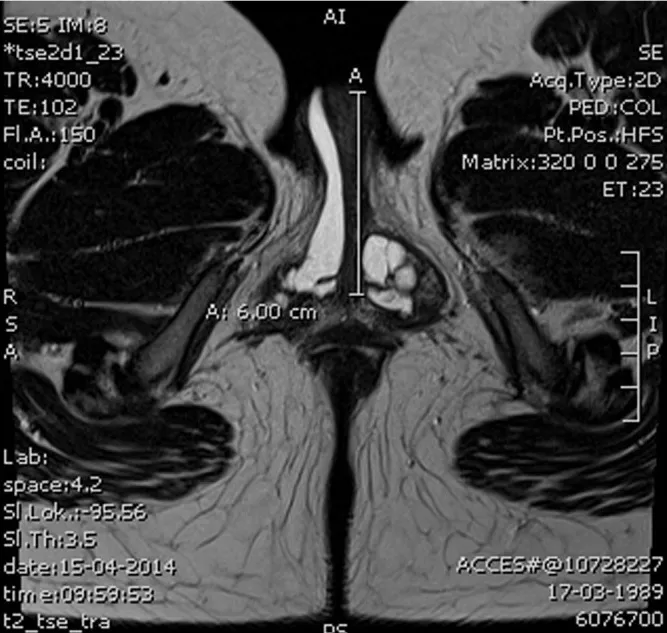 SE:5 IM:8
*tse2d1_23
TR:4000
TE:102
Fl.A.:150
coil:
AI
A
SE
Acq.Type:2D
PED:COL
Pt.Pos.:HFS
Matrix:320 0 0 275
ET:23
R
S
A
A: 6,00 cm
L
I
P
Lab:
space:4.2
Sl.Lok.:-95.56
Sl.Th:3.5
date:15-04-2014
time:09:59:53
t2_tse_tra
PS
ACCES#@10728227
17-03-1989
6076700